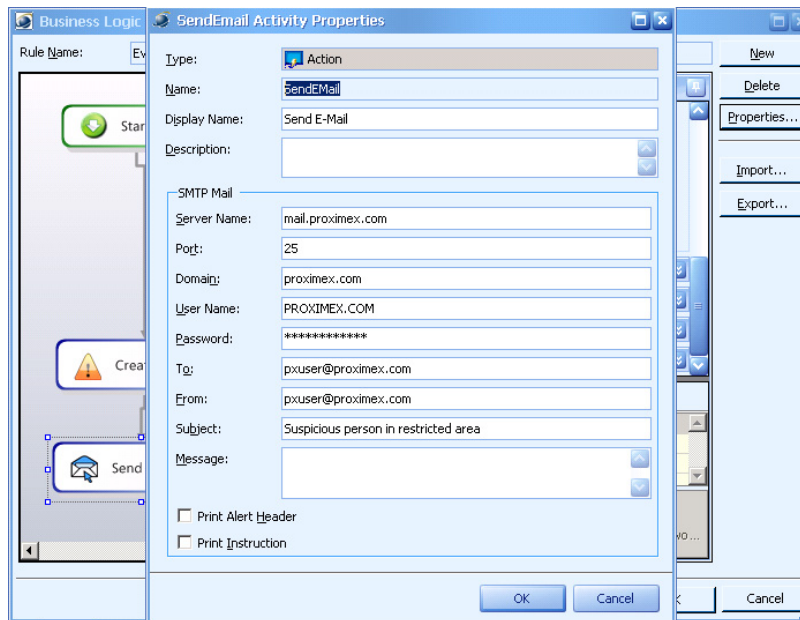 Business Logic
SendEmail Activity Properties
Rule Name:
Ev
New
Delete
Properties...
Import...
Export...
Star
Crea
Send
Type:
Action
Name:
SendEMail
Display Name:
Send E-Mail
Description:
SMTP Mail
Server Name:
mail.proximex.com
Port:
25
Domain:
proximex.com
User Name:
PROXIMEX.COM
Password:
************
To:
pxuser@proximex.com
From:
pxuser@proximex.com
Subject:
Suspicious person in restricted area
Message:
Print Alert Header
Print Instruction
OK
Cancel
Cancel